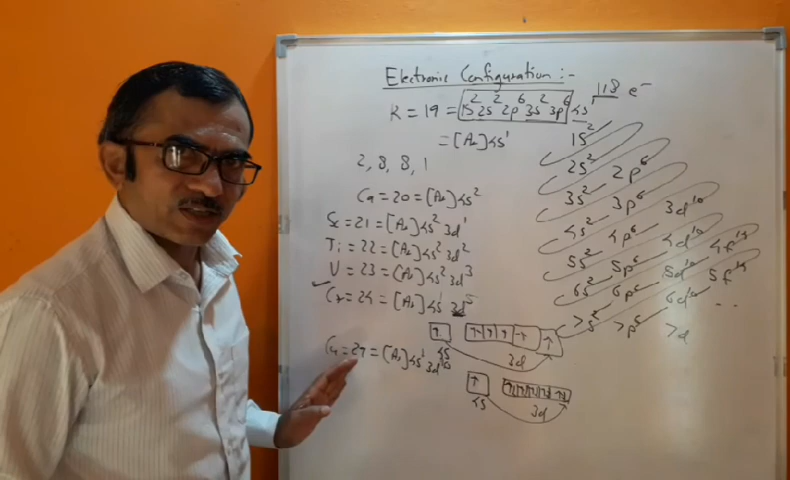 Electronic Configuration :-
118 e⁻
K = 19 = 1s² 2s² 2p⁶ 3s² 3p⁶ 4s¹
= [Ar] 4s¹
2, 8, 8, 1
Ca = 20 = [Ar] 4s²
Sc = 21 = [Ar] 4s² 3d¹
Ti = 22 = [Ar] 4s² 3d²
V = 23 = [Ar] 4s² 3d³
✓ Cr = 24 = [Ar] 4s¹ 3d⁵
↑ ↑ ↑ ↑ ↑ ↑
4s 3d
Cu = 29 = [Ar] 4s¹ 3d¹⁰
↑
4s 3d
1s²
2s² 2p⁶
3s² 3p⁶ 3d¹⁰
4s² 4p⁶ 4d¹⁰ 4f¹⁴
5s² 5p⁶ 5d¹⁰ 5f¹⁴
6s² 6p⁶ 6d¹⁰ ..
7s² 7p⁶ 7d